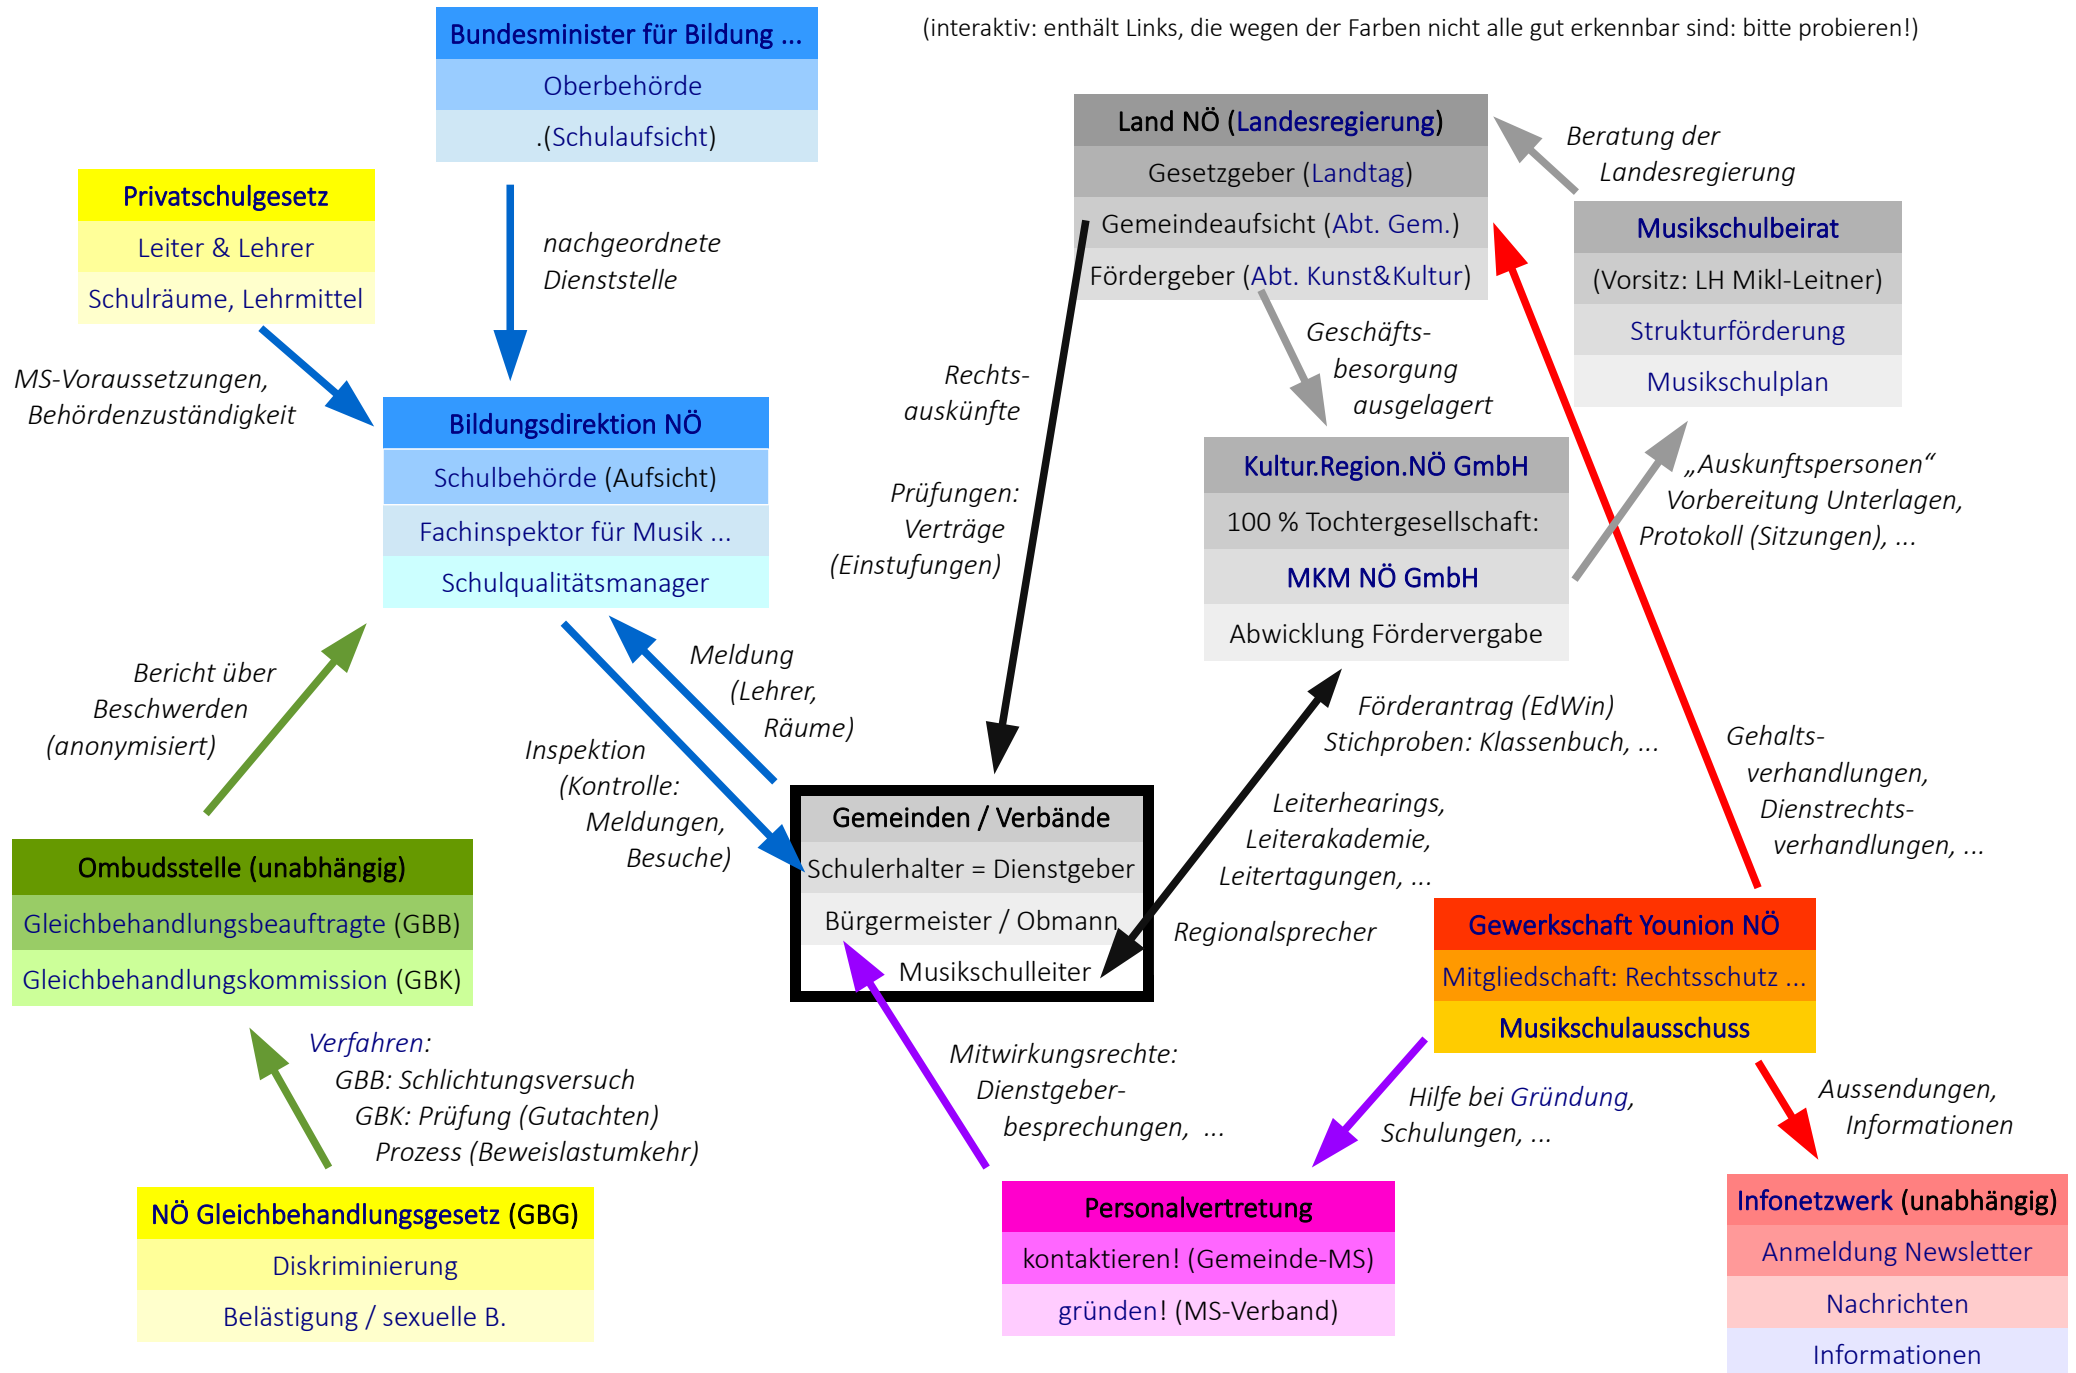 (interaktiv: enthält Links, die wegen der Farben nicht alle gut erkennbar sind: bitte probieren!)
Bundesminister für Bildung ...
Oberbehörde
.(Schulaufsicht)
Privatschulgesetz
Leiter & Lehrer
Schulräume, Lehrmittel
nachgeordnete
Dienststelle
MS-Voraussetzungen,
Behördenzuständigkeit
Bildungsdirektion NÖ
Schulbehörde (Aufsicht)
Fachinspektor für Musik ...
Schulqualitätsmanager
Land NÖ (Landesregierung)
Gesetzgeber (Landtag)
Gemeindeaufsicht (Abt. Gem.)
Fördergeber (Abt. Kunst&Kultur)
Beratung der
Landesregierung
Musikschulbeirat
(Vorsitz: LH Mikl-Leitner)
Strukturförderung
Musikschulplan
Rechts-
auskünfte
Prüfungen:
Verträge
(Einstufungen)
Geschäfts-
besorgung
ausgelagert
Kultur.Region.NÖ GmbH
100 % Tochtergesellschaft:
MKM NÖ GmbH
Abwicklung Fördervergabe
„Auskunftspersonen“
Vorbereitung Unterlagen,
Protokoll (Sitzungen), ...
Bericht über
Beschwerden
(anonymisiert)
Meldung
(Lehrer,
Räume)
Inspektion
(Kontrolle:
Meldungen,
Besuche)
Förderantrag (EdWin)
Stichproben: Klassenbuch, ...
Leiterhearings,
Leiterakademie,
Leitertagungen, ...
Regionalsprecher
Gehalts-
verhandlungen,
Dienstrechts-
verhandlungen, ...
Gemeinden / Verbände
Schulerhalter = Dienstgeber
Bürgermeister / Obmann
Musikschulleiter
Ombudsstelle (unabhängig)
Gleichbehandlungsbeauftragte (GBB)
Gleichbehandlungskommission (GBK)
Gewerkschaft Younion NÖ
Mitgliedschaft: Rechtsschutz ...
Musikschulausschuss
Verfahren:
GBB: Schlichtungsversuch
GBK: Prüfung (Gutachten)
Prozess (Beweislastumkehr)
Mitwirkungsrechte:
Dienstgeber-
besprechungen, ...
Hilfe bei Gründung,
Schulungen, ...
Aussendungen,
Informationen
NÖ Gleichbehandlungsgesetz (GBG)
Diskriminierung
Belästigung / sexuelle B.
Personalvertretung
kontaktieren! (Gemeinde-MS)
gründen! (MS-Verband)
Infonetzwerk (unabhängig)
Anmeldung Newsletter
Nachrichten
Informationen